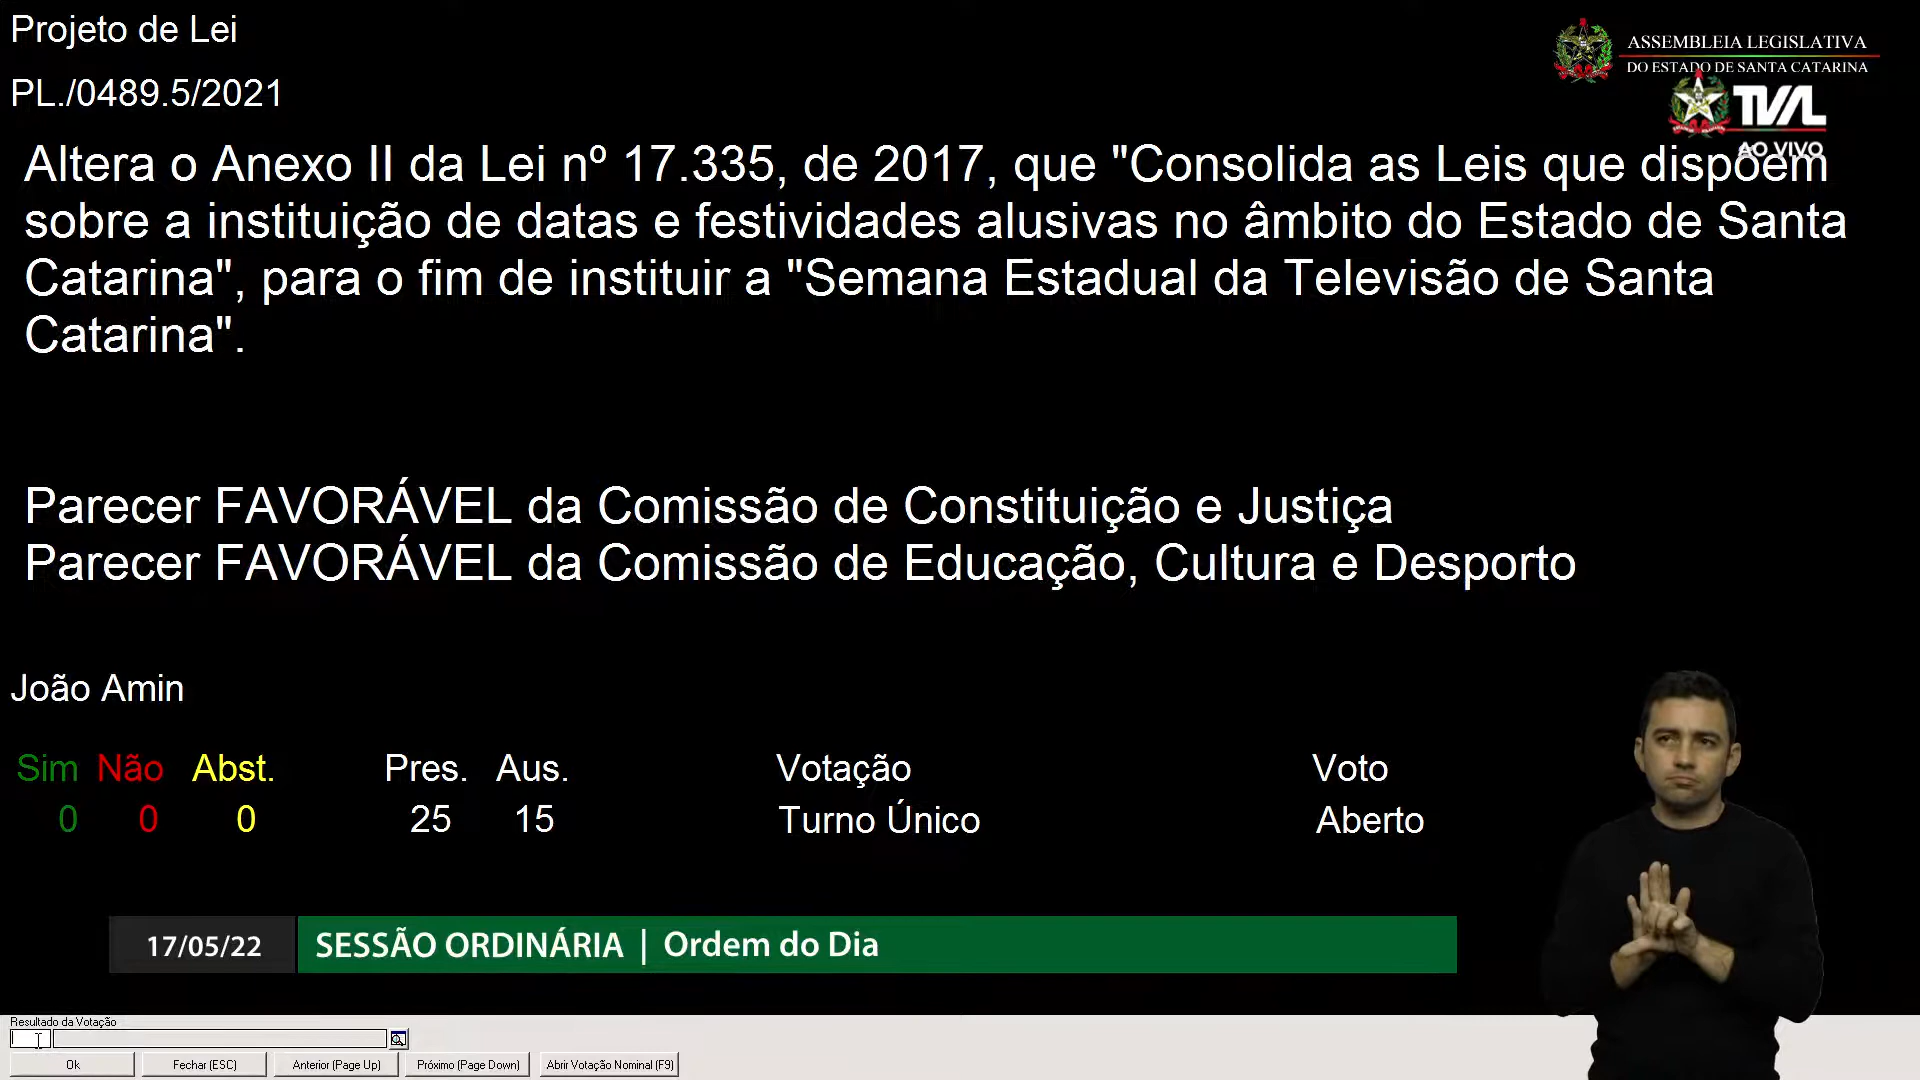 Projeto de Lei
ASSEMBLEIA LEGISLATIVA
DO ESTADO DE SANTA CATARINA
PL./0489.5/2021
TVAL
AO VIVO
Altera o Anexo II da Lei nº 17.335, de 2017, que "Consolida as Leis que dispõem
sobre a instituição de datas e festividades alusivas no âmbito do Estado de Santa
Catarina", para o fim de instituir a "Semana Estadual da Televisão de Santa
Catarina".
Parecer FAVORÁVEL da Comissão de Constituição e Justiça
Parecer FAVORÁVEL da Comissão de Educação, Cultura e Desporto
João Amin
Sim Não Abst. Pres. Aus. Votação Voto
0 0 0 25 15 Turno Único Aberto
17/05/22 SESSÃO ORDINÁRIA | Ordem do Dia
Resultado da Votação
Ok Fechar (ESC) Anterior (Page Up) Próximo (Page Down) Abrir Votação Nominal (F9)